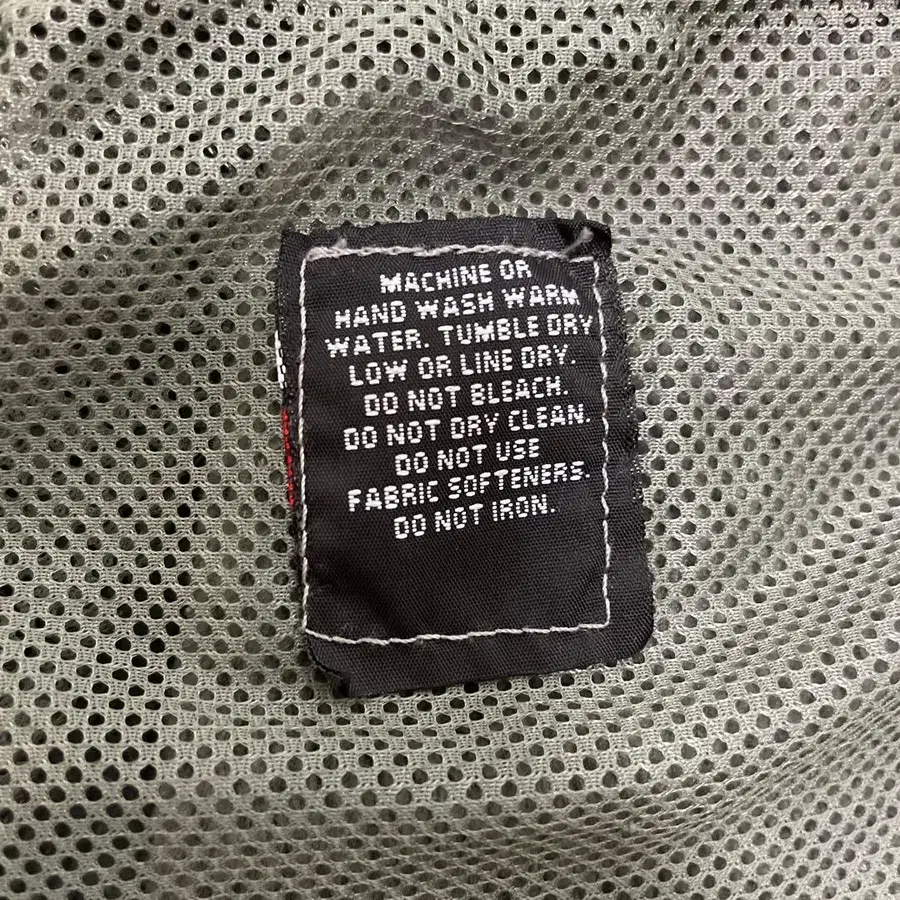 MACHINE OR
HAND WASH WARM
WATER. TUMBLE DRY
LOW OR LINE DRY.
DO NOT BLEACH.
DO NOT DRY CLEAN.
DO NOT USE
FABRIC SOFTENERS.
DO NOT IRON.